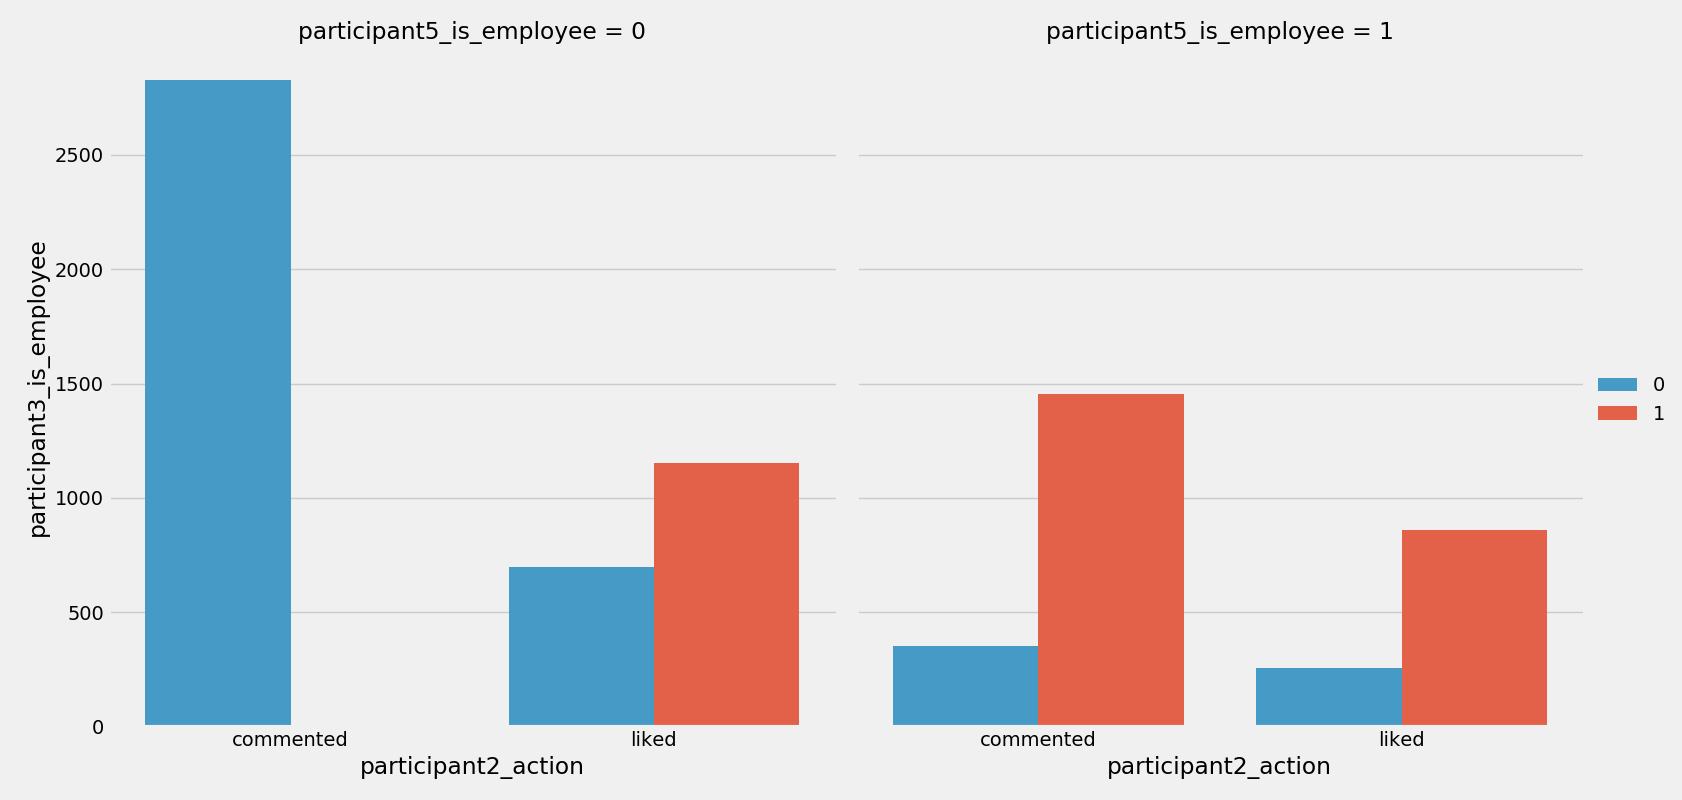 participant5_is_employee = 0
participant5_is_employee = 1
participant3_is_employee
2500
2000
1500
1000
500
0
commented
liked
commented
liked
participant2_action
participant2_action
0
1